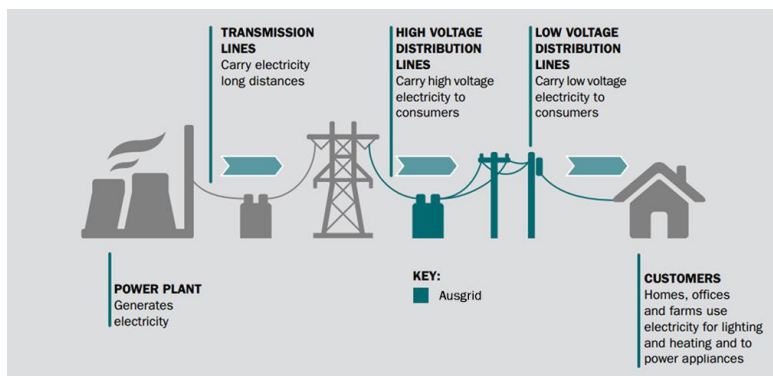 TRANSMISSION
LINES
Carry electricity
long distances
HIGH VOLTAGE
DISTRIBUTION
LINES
Carry high voltage
electricity to
consumers
LOW VOLTAGE
DISTRIBUTION
LINES
Carry low voltage
electricity to
consumers
POWER PLANT
Generates
electricity
KEY:
Ausgrid
CUSTOMERS
Homes, offices
and farms use
electricity for lighting
and heating and to
power appliances